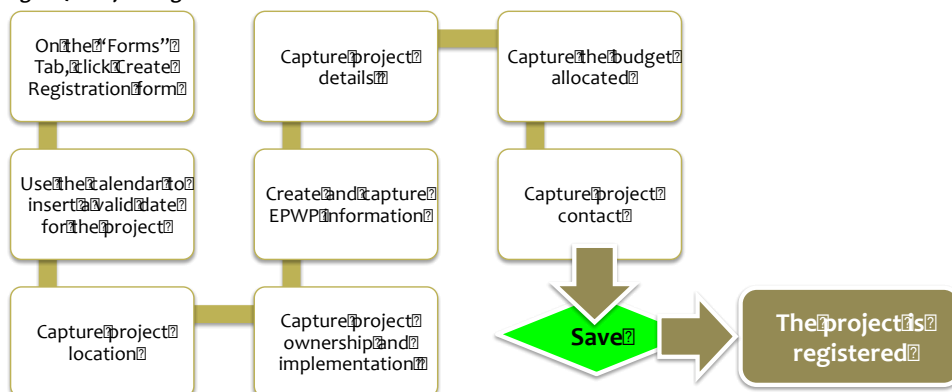 On the "Forms"
Tab, click Create
Registration form
Use the calendar to
insert a valid date
for the project
Capture project
location
Capture project
ownership and
implementation
Create and capture
EPWP information
Capture project
details
Capture the budget
allocated
Capture project
contact
Save
The project is
registered